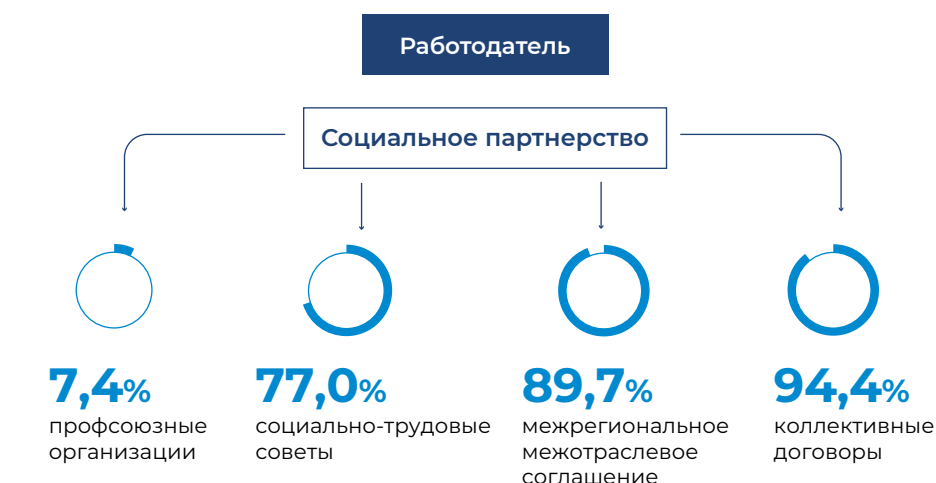 Работодатель
Социальное партнерство
7,4%
профсоюзные
организации
77,0%
социально-трудовые
советы
89,7%
межрегиональное
межотраслевое
соглашение
94,4%
коллективные
договоры